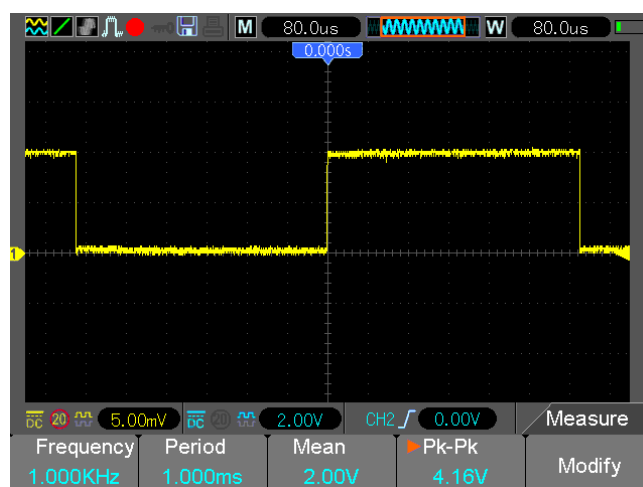 M 80.0us W 80.0us
0.000s
1
DC 20 5.00mV DC 20 2.00V CH2 0.00V Measure
Frequency Period Mean Pk-Pk Modify
1.000KHz 1.000ms 2.00V 4.16V